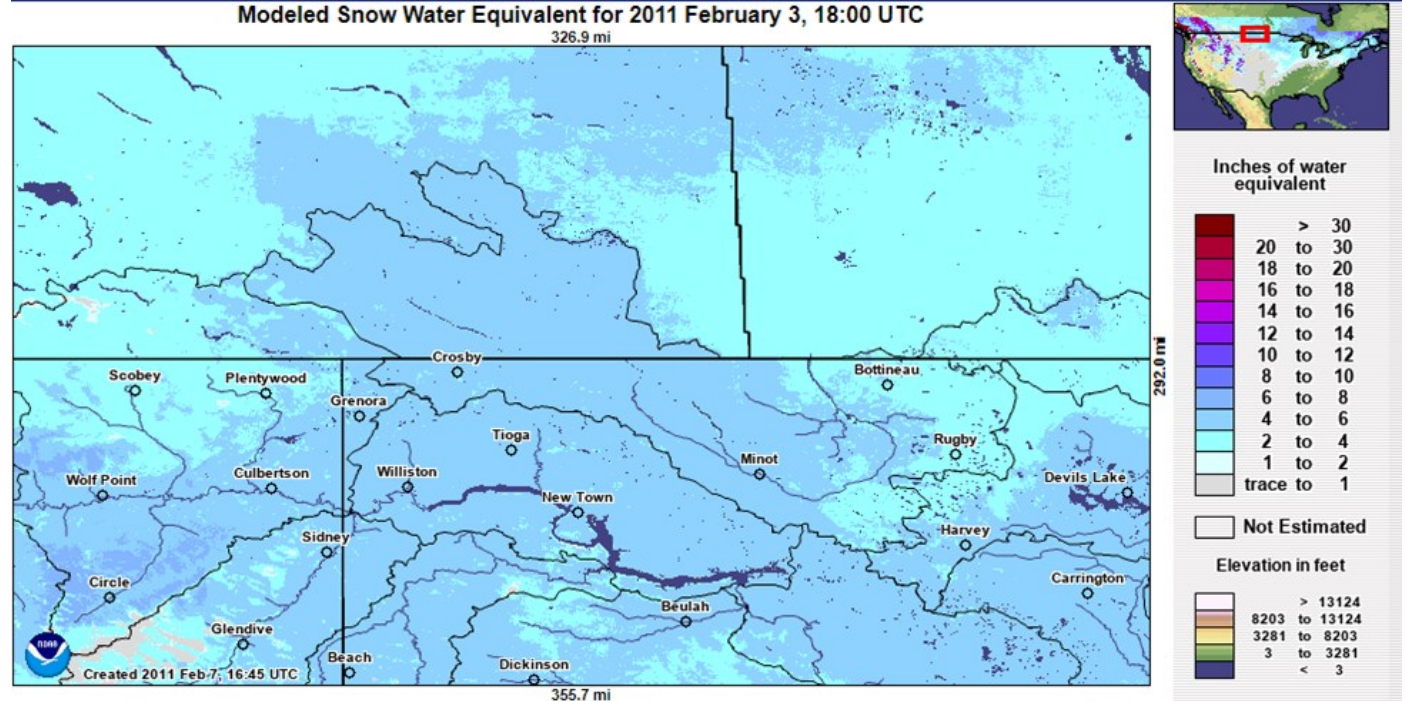 Modeled Snow Water Equivalent for 2011 February 3, 18:00 UTC
326.9 mi
292.0 mi
355.7 mi
Crosby
Scobey
Plentywood
Grenora
Bottineau
Tioga
Rugby
Wolf Point
Culbertson
Williston
Minot
Devils Lake
New Town
Sidney
Harvey
Circle
Carrington
Beulah
Glendive
Beach
Dickinson
NOAA
Created 2011 Feb 7, 16:45 UTC
Inches of water
equivalent
> 30
20 to 30
18 to 20
16 to 18
14 to 16
12 to 14
10 to 12
8 to 10
6 to 8
4 to 6
2 to 4
1 to 2
trace to 1
Not Estimated
Elevation in feet
> 13124
8203 to 13124
3281 to 8203
3 to 3281
< 3